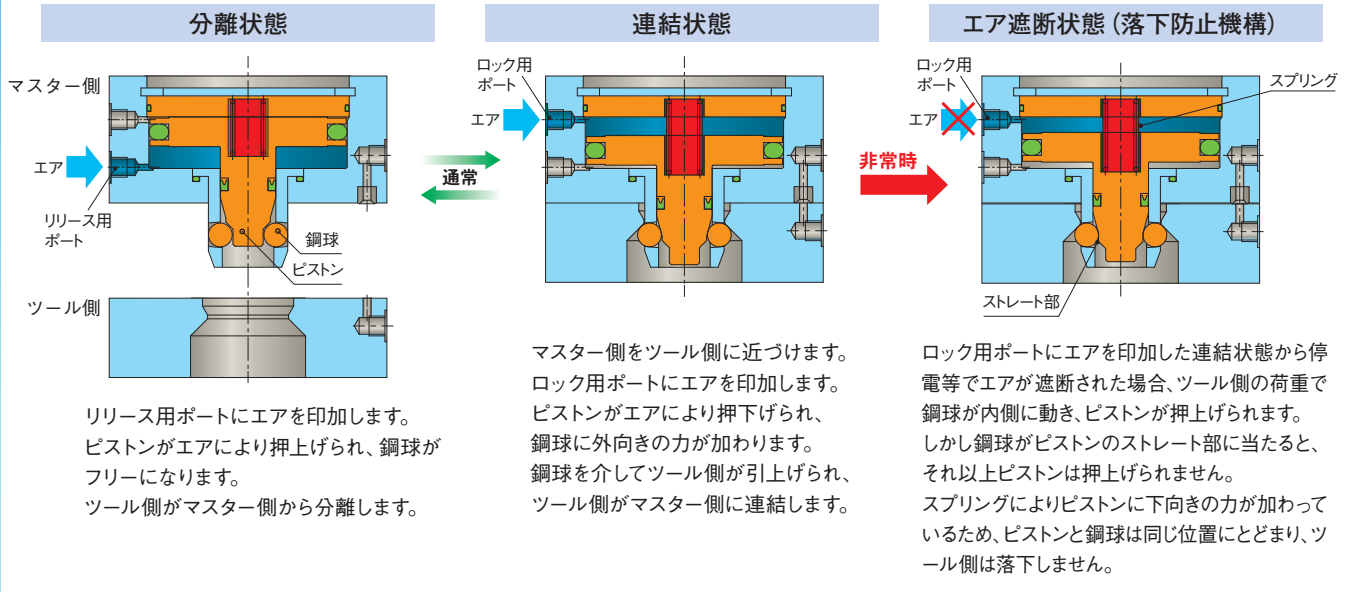 分離状態
マスター側
エア
リリース用
ポート
鋼球
ピストン
ツール側
リリース用ポートにエアを印加します。
ピストンがエアにより押上げられ、鋼球が
フリーになります。
ツール側がマスター側から分離します。
通常
連結状態
ロック用
ポート
エア
マスター側をツール側に近づけます。
ロック用ポートにエアを印加します。
ピストンがエアにより押下げられ、
鋼球に外向きの力が加わります。
鋼球を介してツール側が引上げられ、
ツール側がマスター側に連結します。
非常時
エア遮断状態(落下防止機構)
ロック用
ポート
エア
スプリング
ストレート部
ロック用ポートにエアを印加した連結状態から停
電等でエアが遮断された場合、ツール側の荷重で
鋼球が内側に動き、ピストンが押上げられます。
しかし鋼球がピストンのストレート部に当たると、
それ以上ピストンは押上げられません。
スプリングによりピストンに下向きの力が加わって
いるため、ピストンと鋼球は同じ位置にとどまり、ツ
ール側は落下しません。